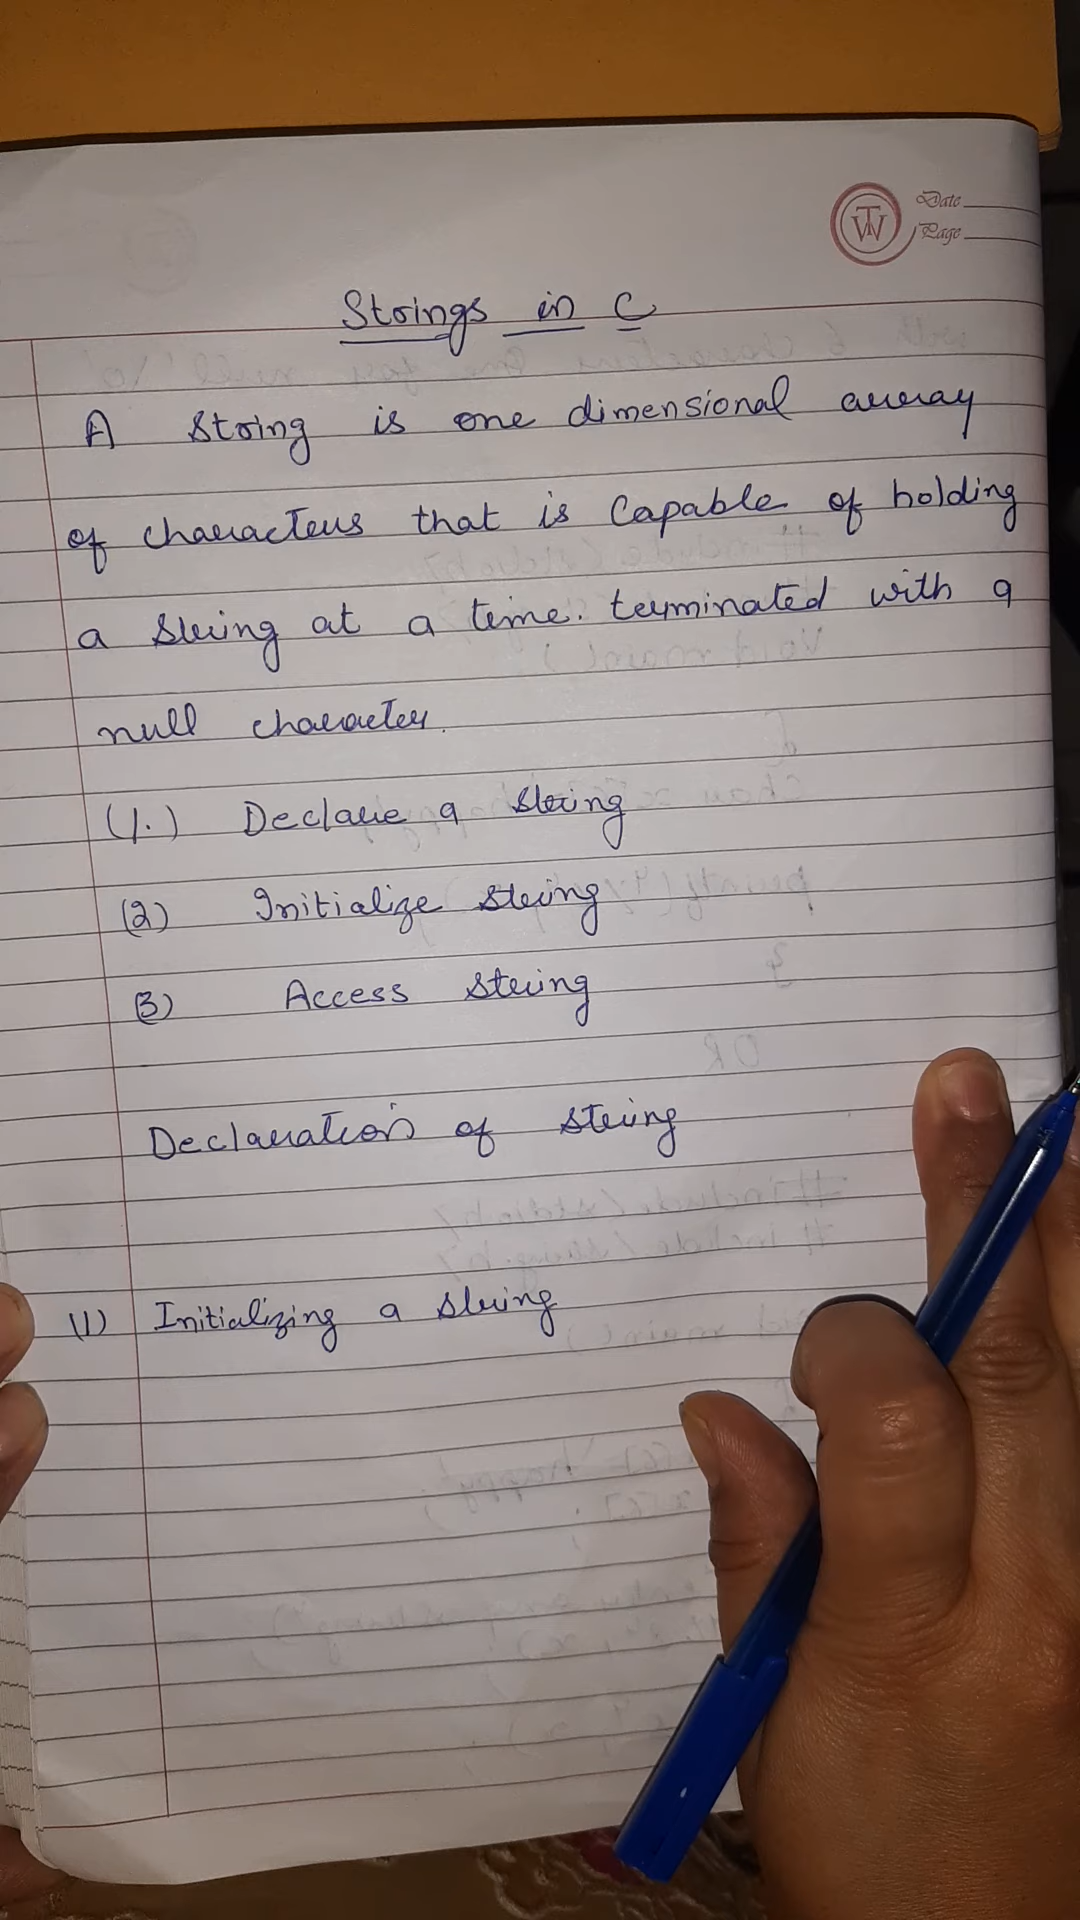 Date
Page
Strings in C
A string is one dimensional array
of characters that is capable of holding
a string at a time. terminated with a
null character.
(1.) Declare a string
(2) Initialize string
(3) Access string
Declaration of string
(1) Initializing a string